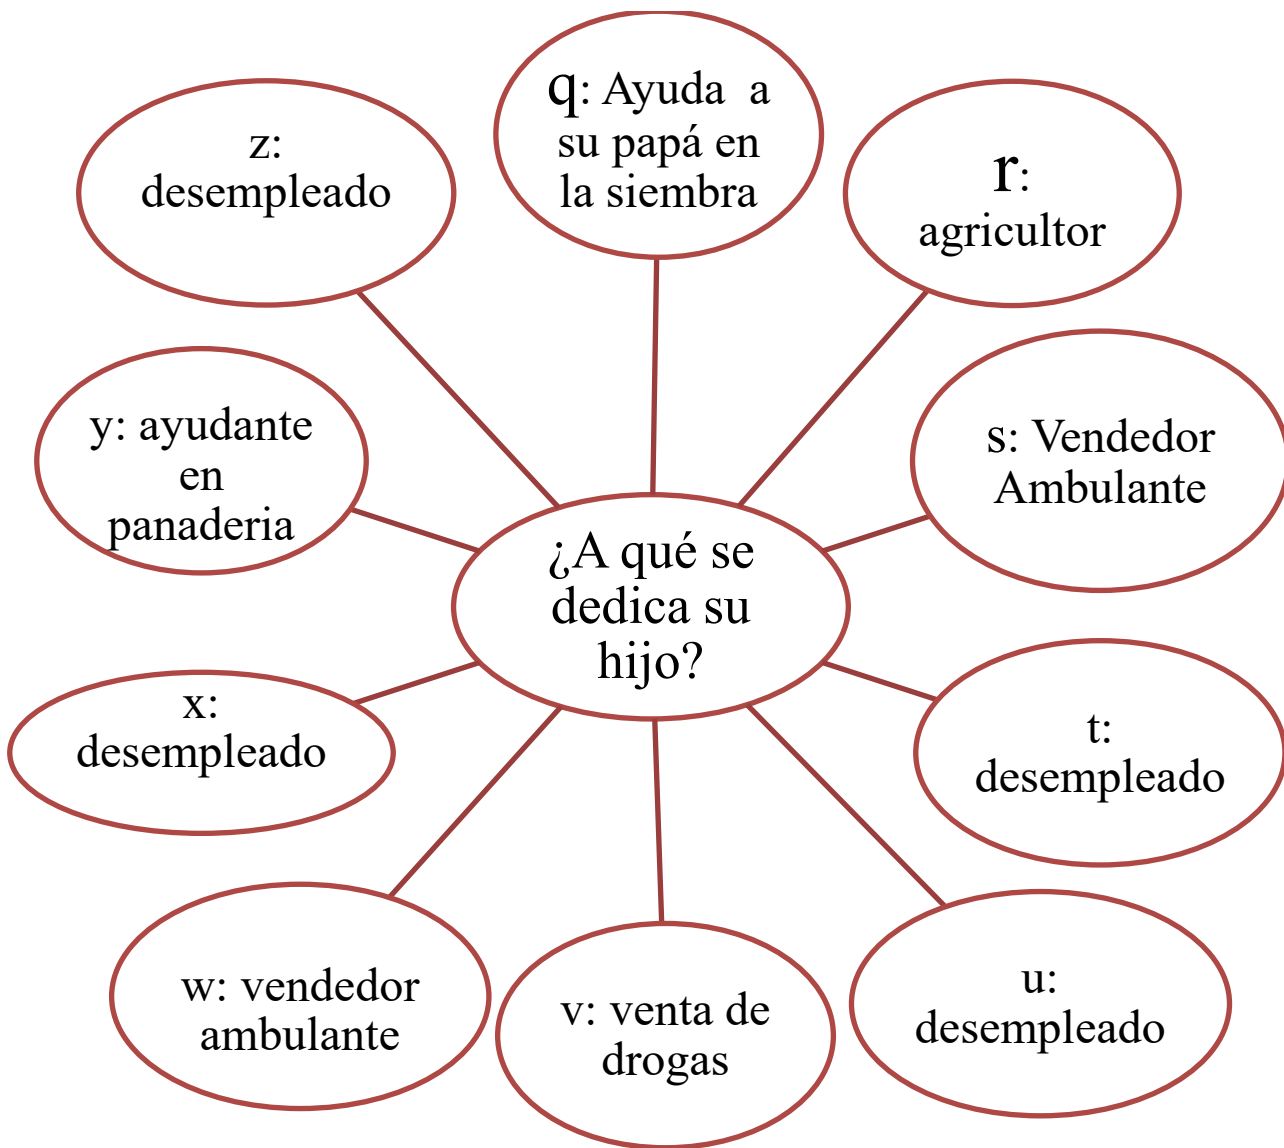 q: Ayuda a
su papá en
la siembra
r:
agricultor
s: Vendedor
Ambulante
t:
desempleado
u:
desempleado
v: venta de
drogas
w: vendedor
ambulante
x:
desempleado
y: ayudante
en
panaderia
z:
desempleado
¿A qué se
dedica su
hijo?